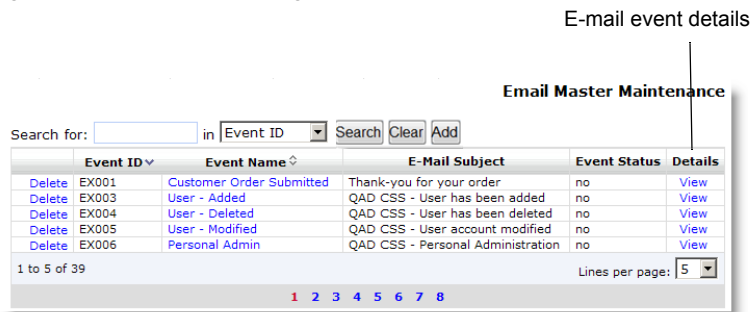 E-mail event details
Email Master Maintenance
Search for: in Event ID Search Clear Add
Event ID Event Name E-Mail Subject Event Status Details
Delete EX001 Customer Order Submitted Thank-you for your order no View
Delete EX003 User - Added QAD CSS - User has been added no View
Delete EX004 User - Deleted QAD CSS - User has been deleted no View
Delete EX005 User - Modified QAD CSS - User account modified no View
Delete EX006 Personal Admin QAD CSS - Personal Administration no View
1 to 5 of 39 Lines per page: 5
1 2 3 4 5 6 7 8